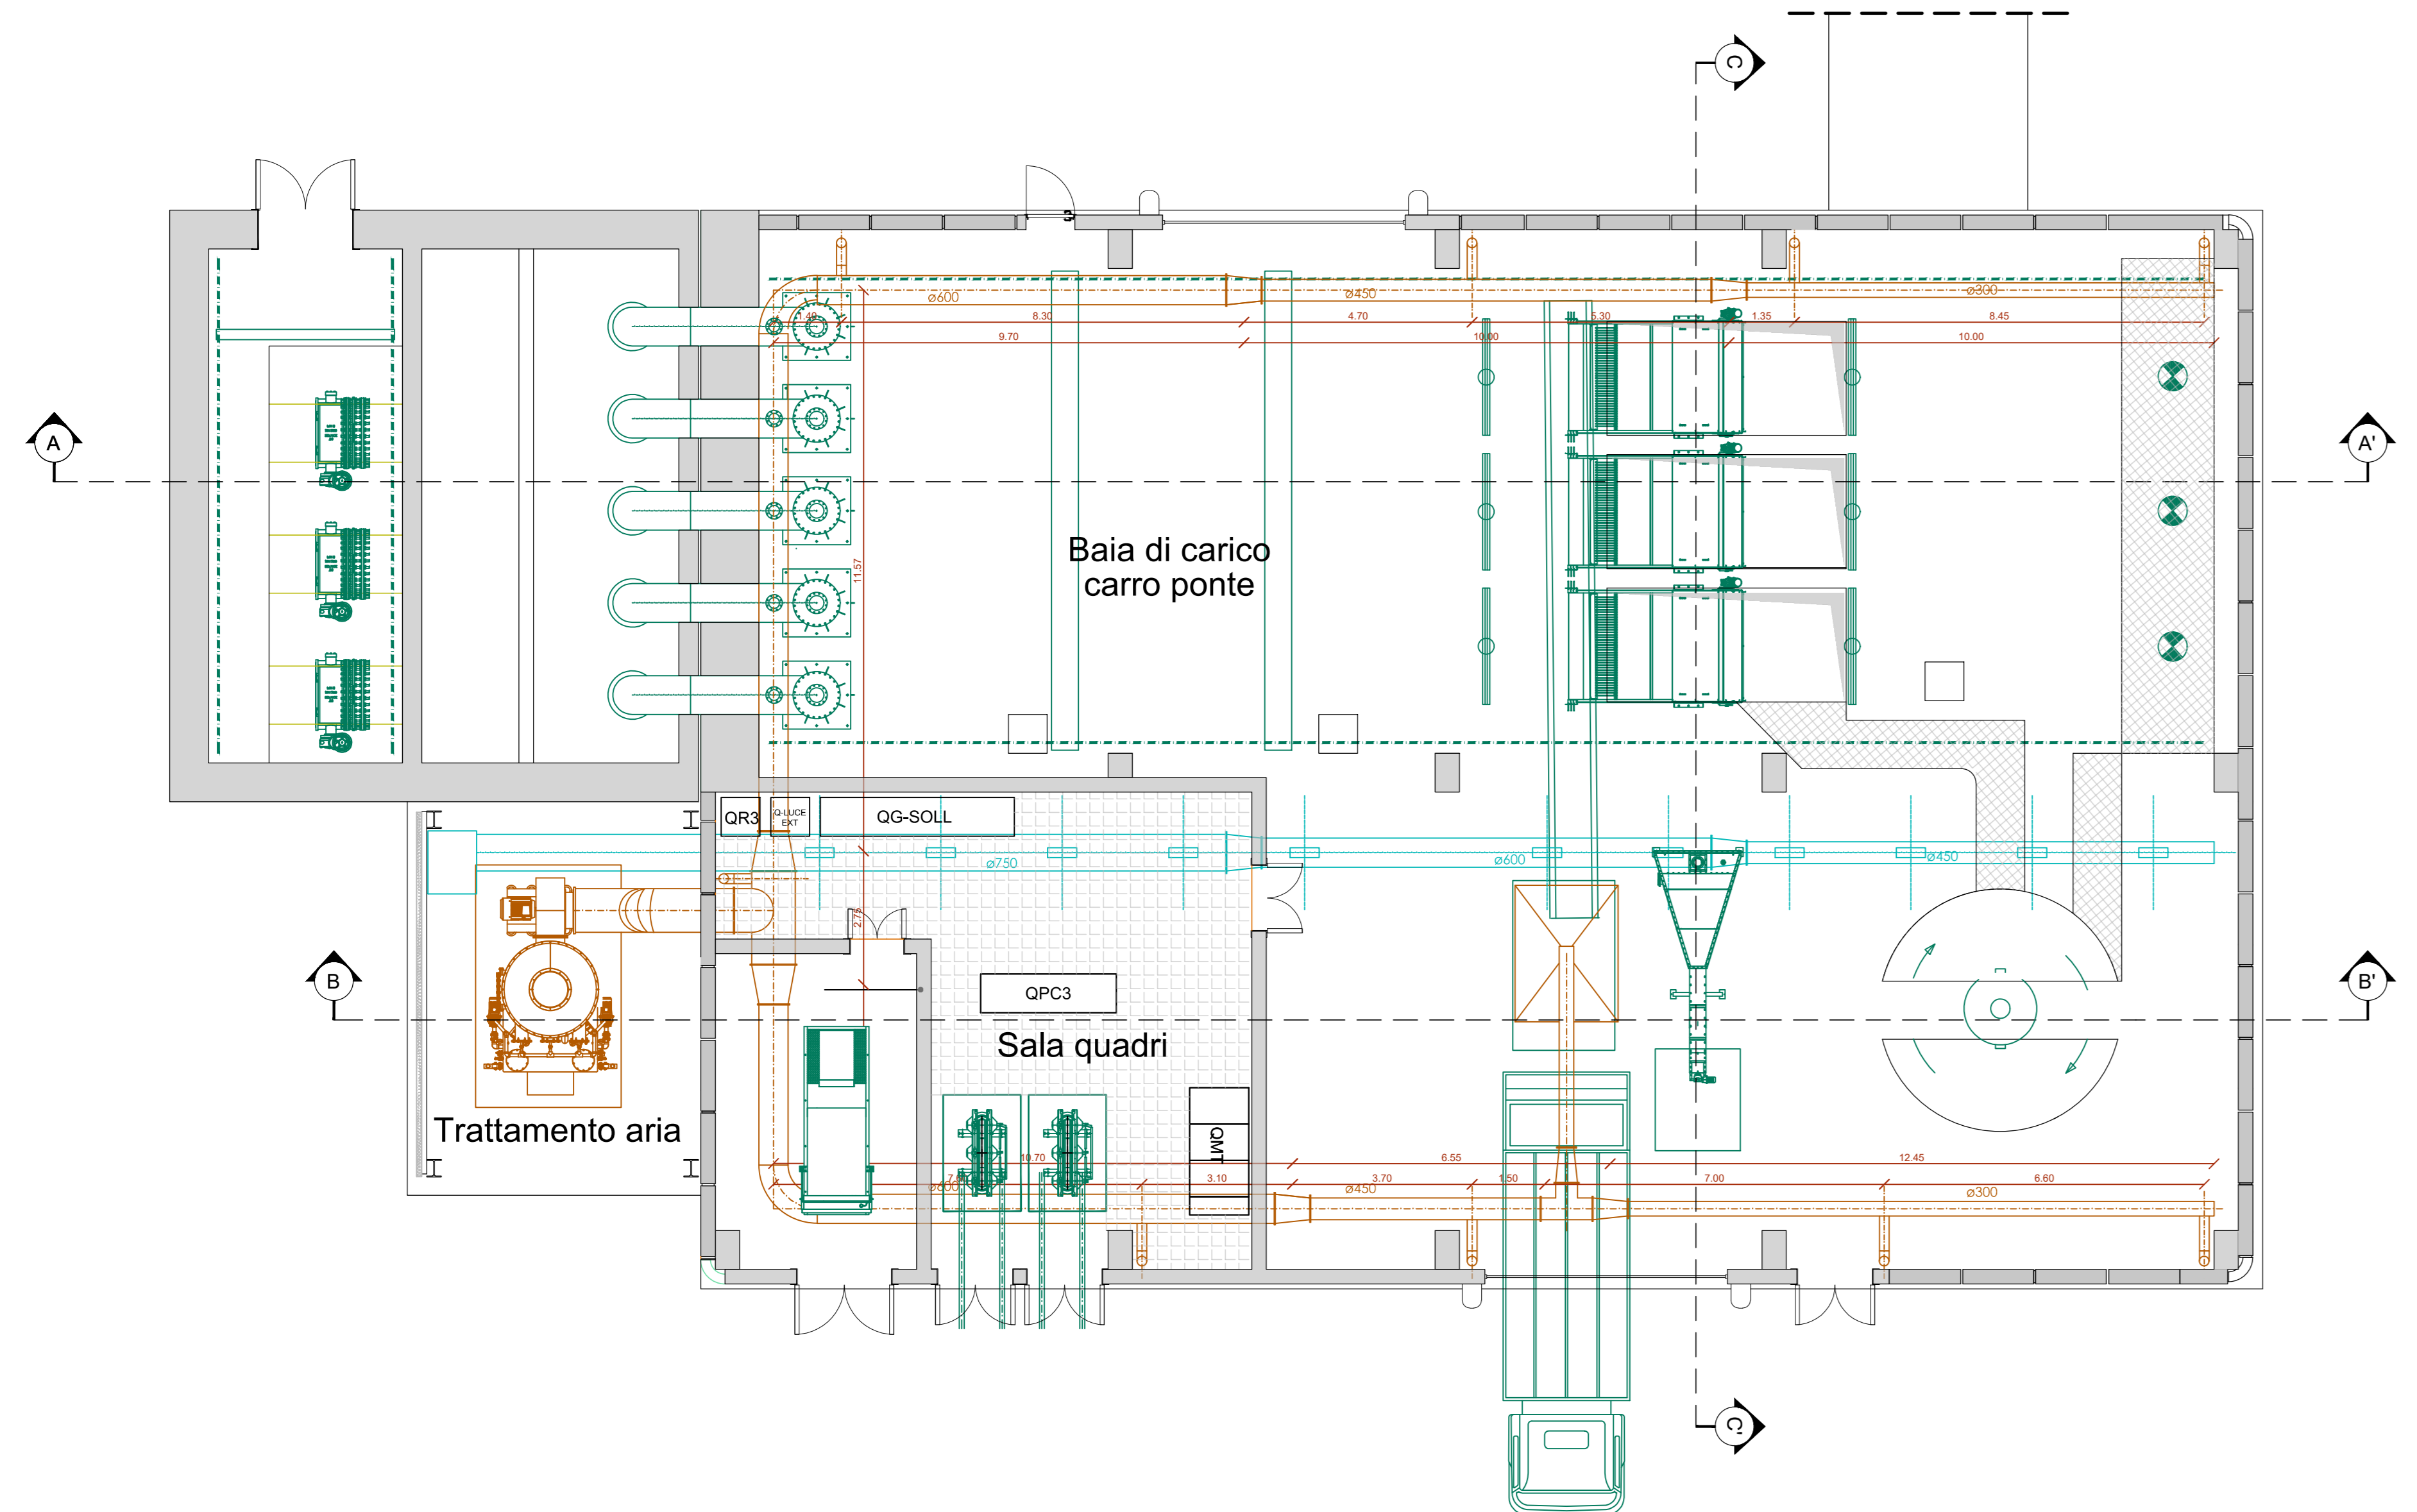 C
ø600
ø450
ø300
1.40
8.30
4.70
5.30
1.35
8.45
9.70
10.00
10.00
A
A'
Baia di carico
carro ponte
11.57
QR3
Q-LUCE
EXT
QG-SOLL
ø750
ø600
ø450
2.75
B
B'
QPC3
Sala quadri
Trattamento aria
QMT
10.70
6.55
12.45
3.10
3.70
1.50
7.00
6.60
ø600
ø450
ø300
C'